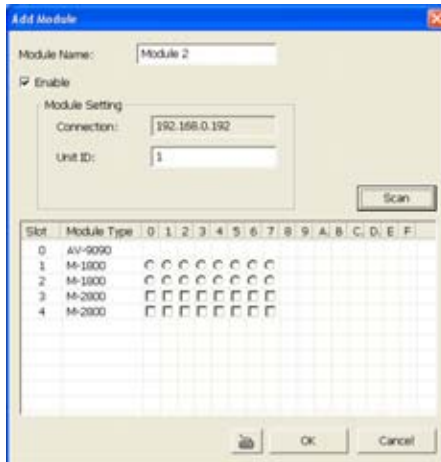 Add Module
Module Name: Module 2
Enable
Module Setting
Connection: 192.168.0.192
Unit ID: 1
Scan
Slot Module Type 0 1 2 3 4 5 6 7 8 9 A B C D E F
0 AV-9090
1 M-1800
2 M-1800
3 M-2800
4 M-2800
OK Cancel